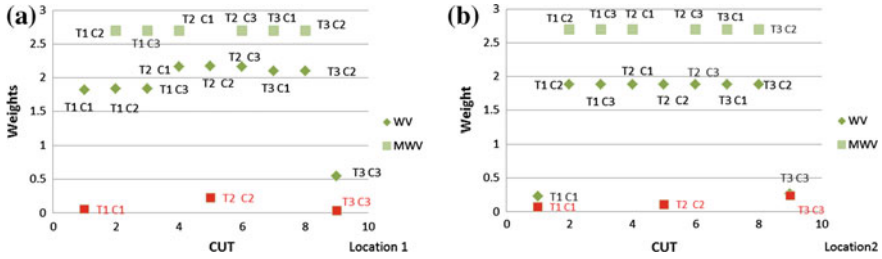 (a)
Weights
3
2.5
2
1.5
1
0.5
0
T1 C2
T1 C3
T2 C1
T2 C3
T3 C1
T3 C2
T1 C1
T1 C2
T1 C3
T2 C1
T2 C2
T2 C3
T3 C1
T3 C2
T3 C3
T1 C1
T2 C2
T3 C3
WV
MWV
0 2 4 6 8 10
CUT
Location 1
(b)
Weight
3
2.5
2
1.5
1
0.5
0
T1 C2
T1 C3
T2 C1
T2 C3
T3 C1
T3 C2
T1 C2
T1 C3
T2 C1
T2 C2
T2 C3
T3 C1
T3 C2
T1 C1
T3 C3
T1 C1
T2 C2
T3 C3
WV
MWV
0 2 4 6 8 10
CUT
Location2